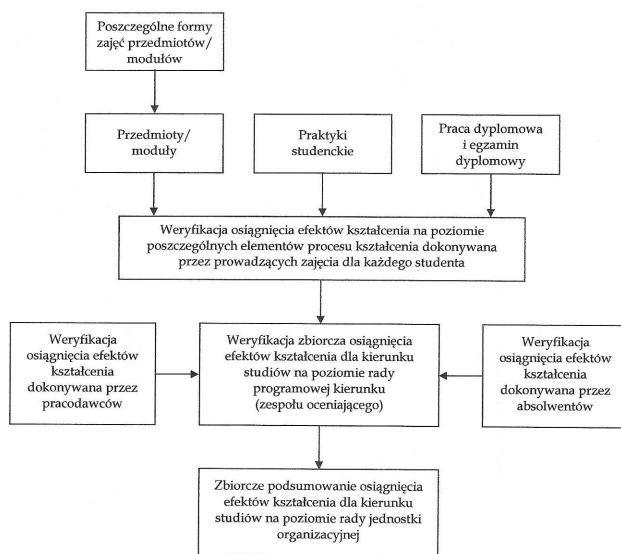 Poszczególne formy
zajęć przedmiotów/
modułów
Przedmioty/
moduły
Praktyki
studenckie
Praca dyplomowa
i egzamin
dyplomowy
Weryfikacja osiągnięcia efektów kształcenia na poziomie
poszczególnych elementów procesu kształcenia dokonywana
przez prowadzących zajęcia dla każdego studenta
Weryfikacja
osiągnięcia efektów
kształcenia
dokonywana przez
pracodawców
Weryfikacja zbiorcza osiągnięcia
efektów kształcenia dla kierunku
studiów na poziomie rady
programowej kierunku
(zespołu oceniającego)
Weryfikacja
osiągnięcia efektów
kształcenia
dokonywana przez
absolwentów
Zbiorcze podsumowanie osiągnięcia
efektów kształcenia dla kierunku
studiów na poziomie rady jednostki
organizacyjnej